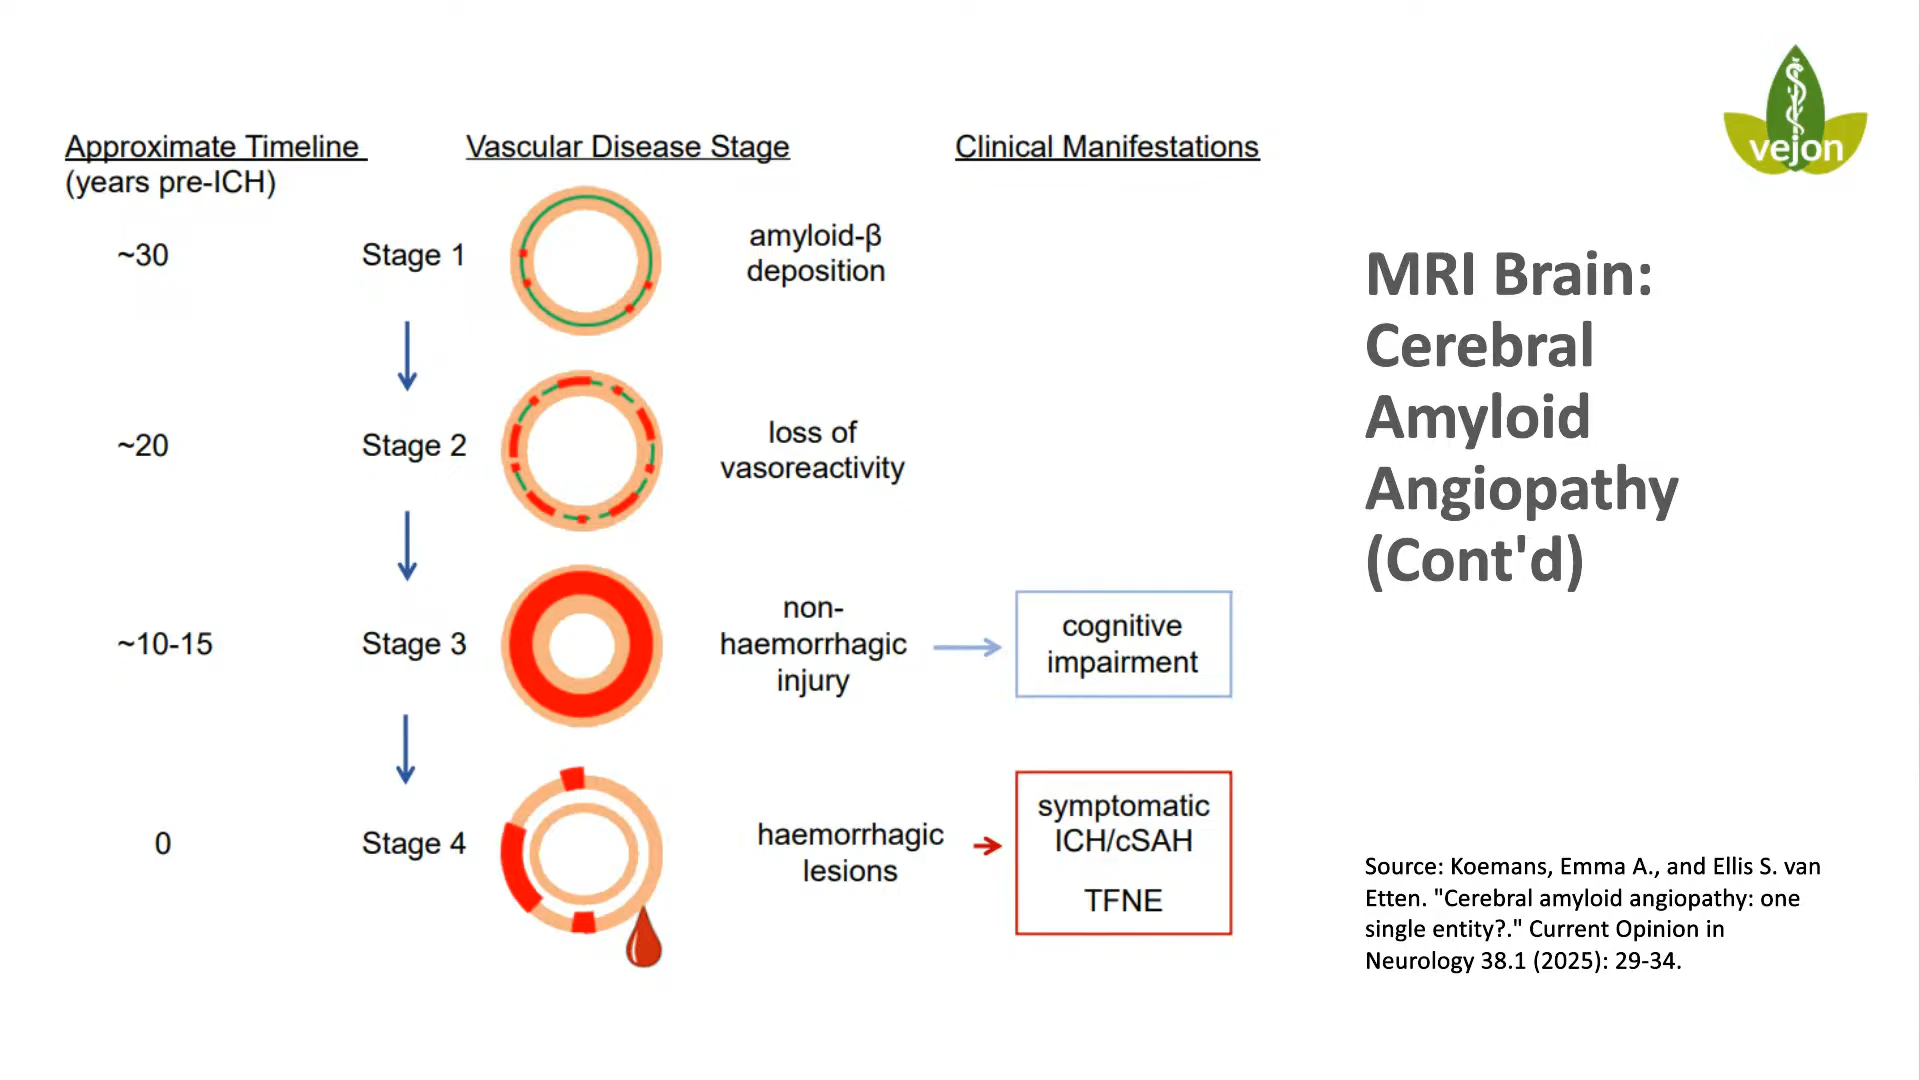 Approximate Timeline
(years pre-ICH)
Vascular Disease Stage
Clinical Manifestations
~30
Stage 1
amyloid-β
deposition
~20
Stage 2
loss of
vasoreactivity
~10-15
Stage 3
non-
haemorrhagic
injury
cognitive
impairment
0
Stage 4
haemorrhagic
lesions
symptomatic
ICH/cSAH
TFNE
vejon
MRI Brain:
Cerebral
Amyloid
Angiopathy
(Cont'd)
Source: Koemans, Emma A., and Ellis S. van
Etten. "Cerebral amyloid angiopathy: one
single entity?." Current Opinion in
Neurology 38.1 (2025): 29-34.